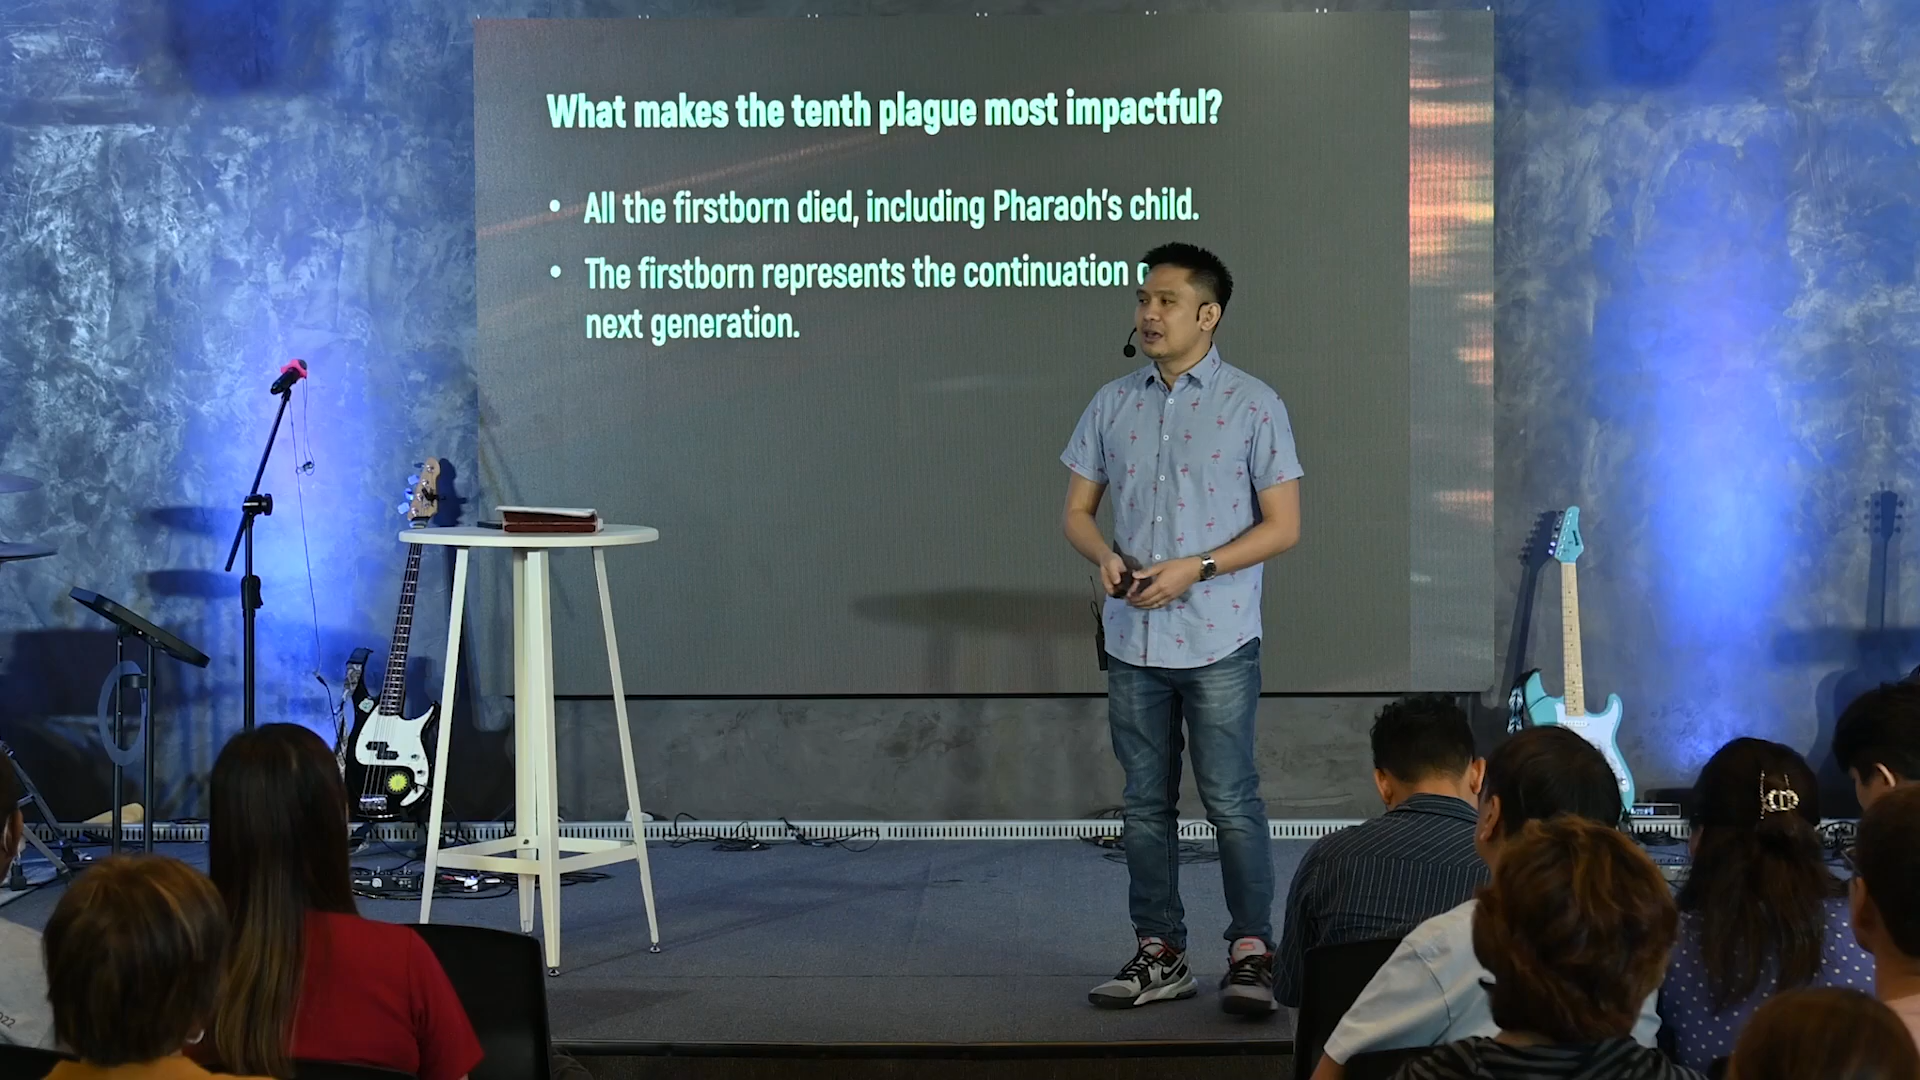 What makes the tenth plague most impactful?
• All the firstborn died, including Pharaoh's child.
• The firstborn represents the continuation
next generation.